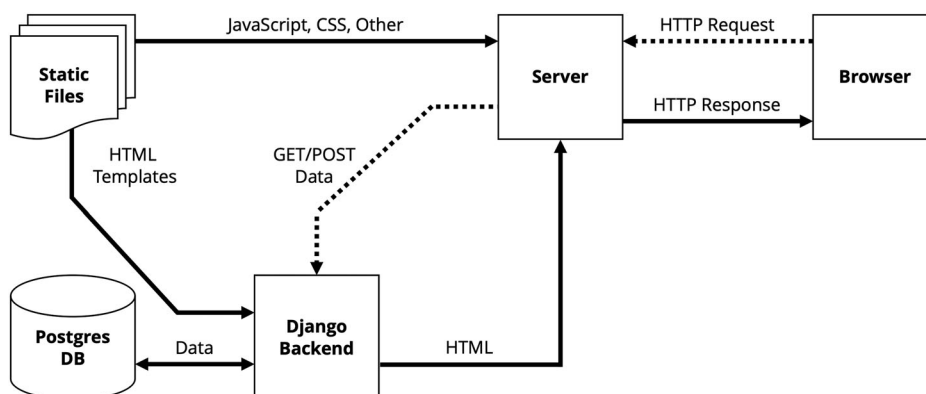 JavaScript, CSS, Other
HTTP Request
Static
Files
Server
Browser
HTTP Response
HTML
Templates
GET/POST
Data
Postgres
DB
Data
Django
Backend
HTML